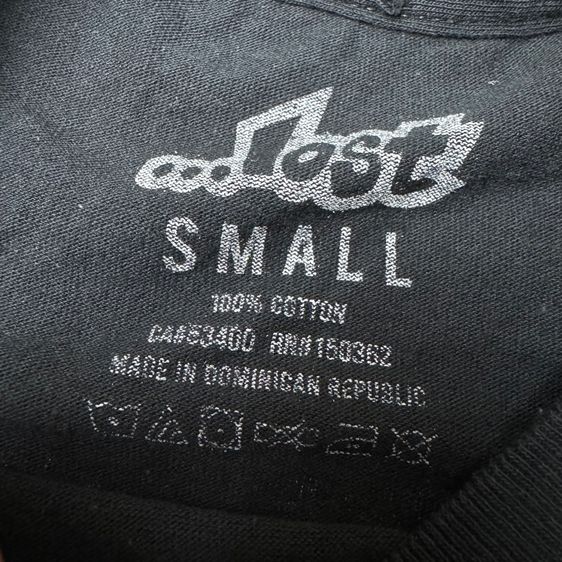 ...Lost
SMALL
100% COTTON
CA#53400 RN#150362
MADE IN DOMINICAN REPUBLIC